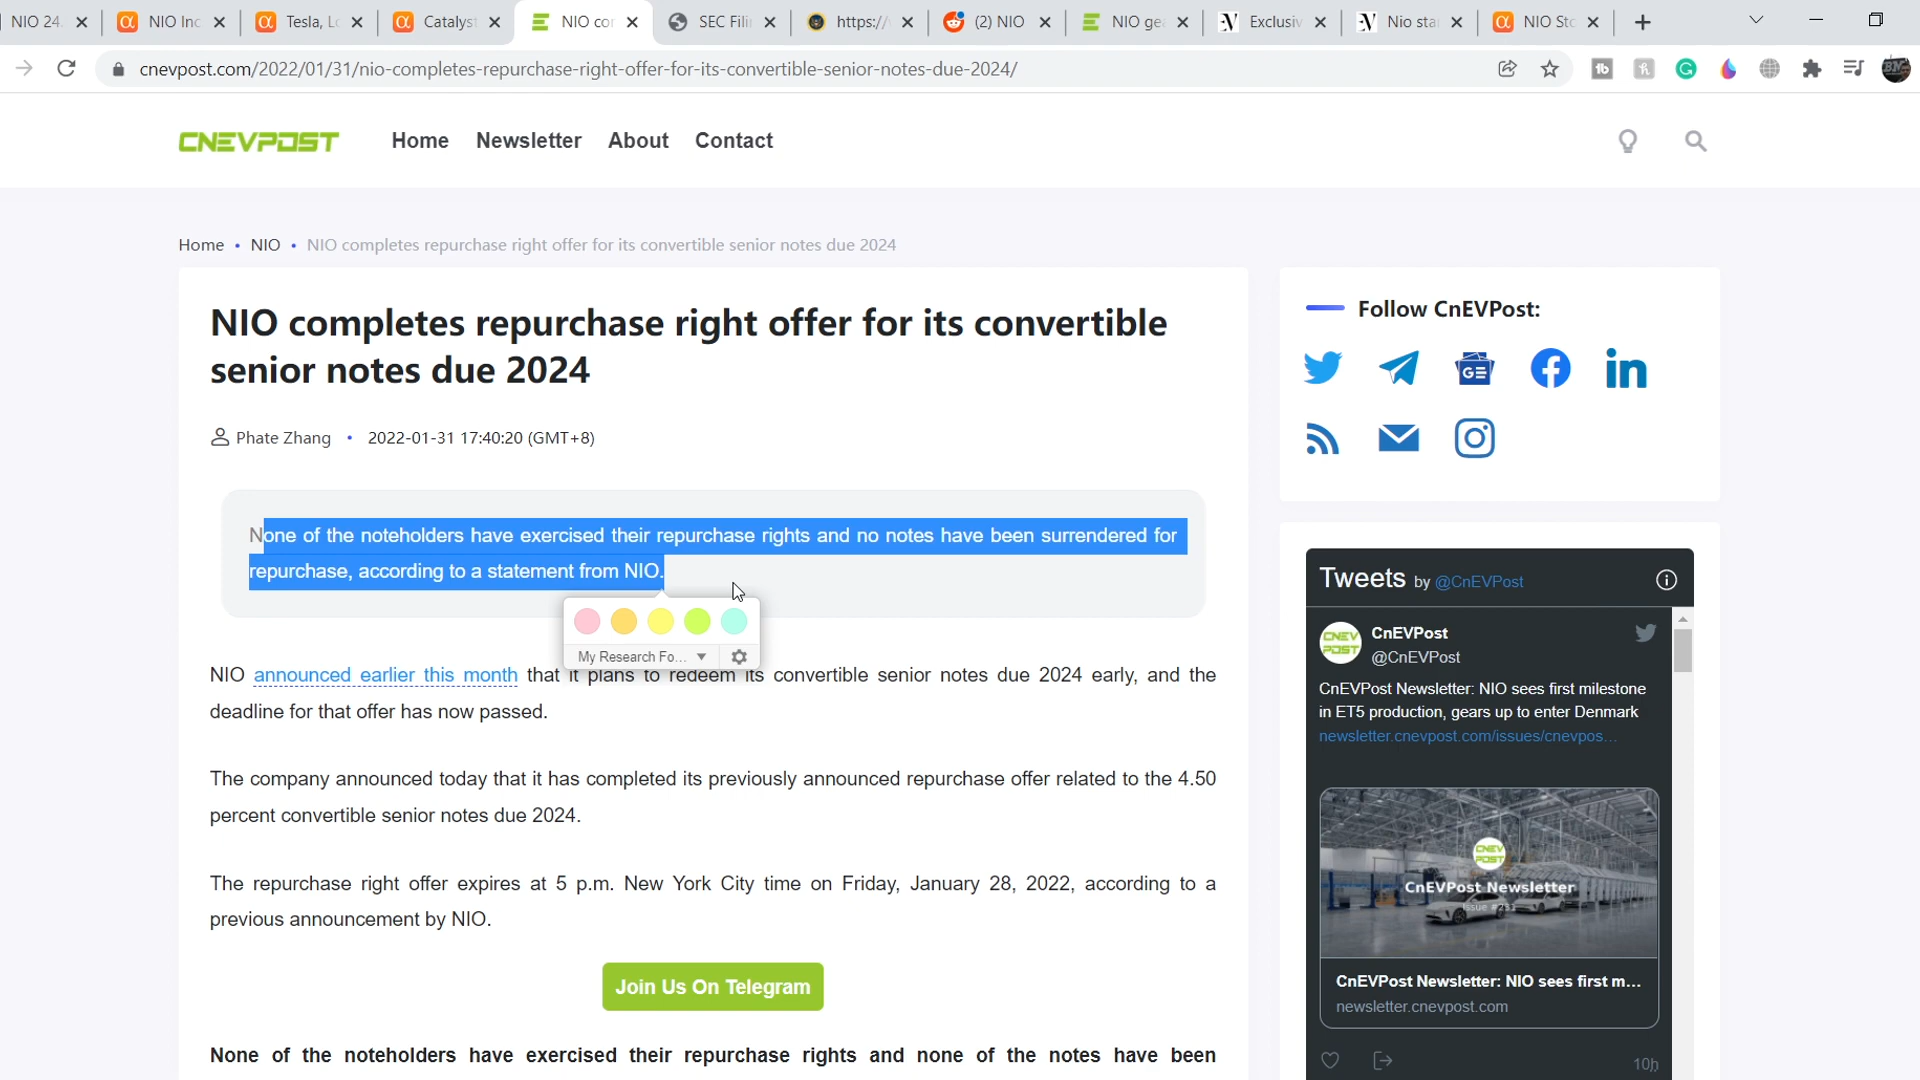 NIO 24
NIO Inc
Tesla, Lo
Catalyst
NIO con
SEC Filin
https://
(2) NIO
NIO gea
Exclusiv
Nio sta
NIO Sto
cnevpost.com/2022/01/31/nio-completes-repurchase-right-offer-for-its-convertible-senior-notes-due-2024/
CNEVPOST
Home Newsletter About Contact
Home • NIO • NIO completes repurchase right offer for its convertible senior notes due 2024
NIO completes repurchase right offer for its convertible
senior notes due 2024
Phate Zhang • 2022-01-31 17:40:20 (GMT+8)
None of the noteholders have exercised their repurchase rights and no notes have been surrendered for
repurchase, according to a statement from NIO.
My Research Fo...
NIO announced earlier this month that it plans to redeem its convertible senior notes due 2024 early, and the
deadline for that offer has now passed.
The company announced today that it has completed its previously announced repurchase offer related to the 4.50
percent convertible senior notes due 2024.
The repurchase right offer expires at 5 p.m. New York City time on Friday, January 28, 2022, according to a
previous announcement by NIO.
Join Us On Telegram
None of the noteholders have exercised their repurchase rights and none of the notes have been
Follow CnEVPost:
Tweets by @CnEVPost
CnEVPost
@CnEVPost
CnEVPost Newsletter: NIO sees first milestone
in ET5 production, gears up to enter Denmark
newsletter.cnevpost.com/issues/cnevpos…
CNEV
POST
CnEVPost Newsletter
CnEVPost Newsletter: NIO sees first m...
newsletter.cnevpost.com
10h